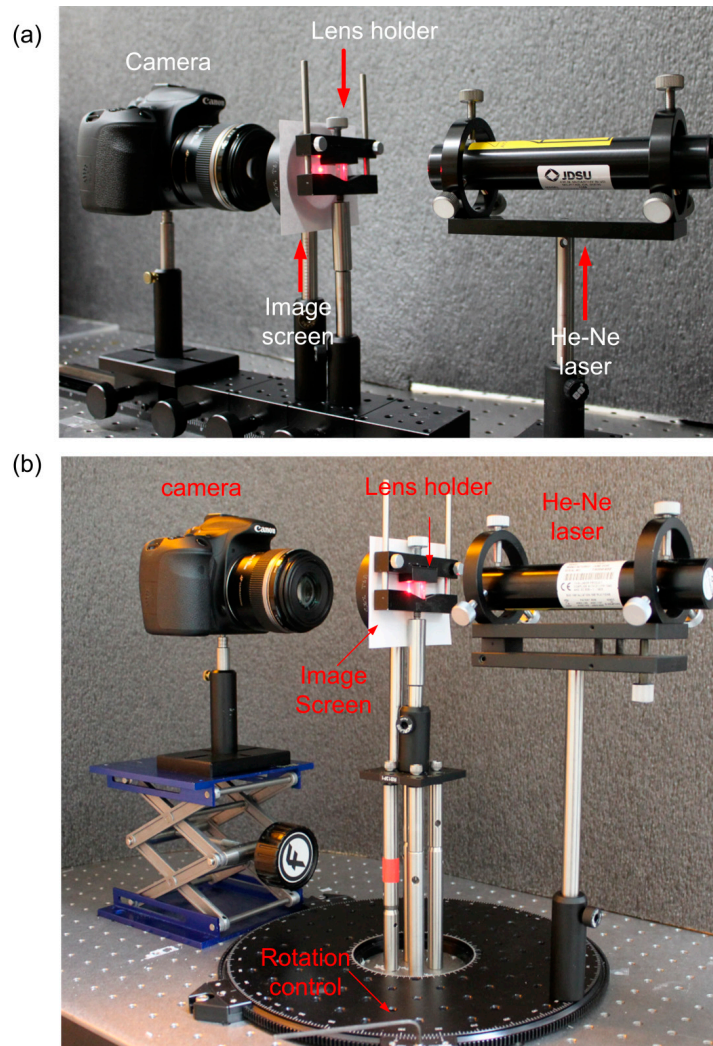 (a)
Lens holder
Camera
Canon
JDSU
Image
screen
He-Ne
laser
(b)
camera
Lens holder
He-Ne
laser
Canon
CE
Image
Screen
F
Rotation
control